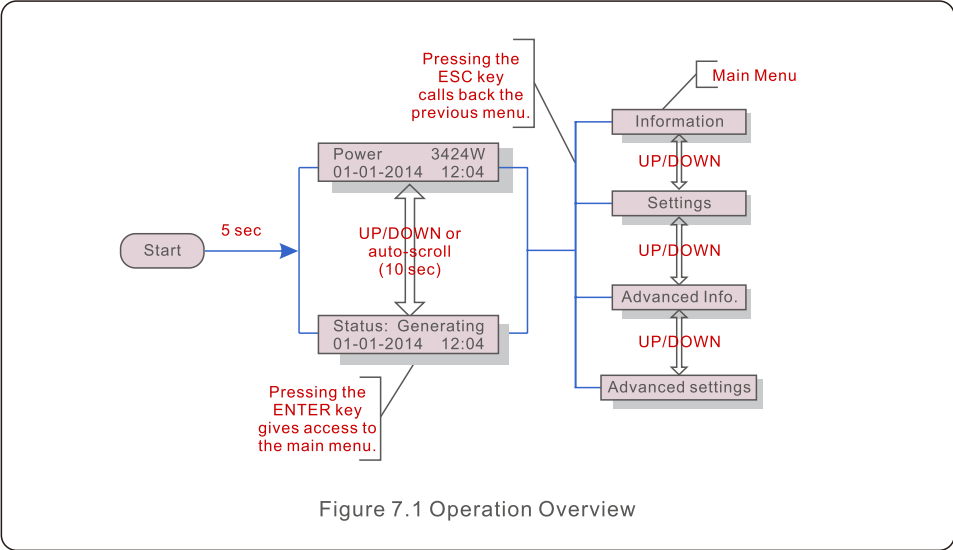 Pressing the
ESC key
calls back the
previous menu.
Main Menu
Information
UP/DOWN
Settings
UP/DOWN
Advanced Info.
UP/DOWN
Advanced settings
Power 3424W
01-01-2014 12:04
5 sec
Start
UP/DOWN or
auto-scroll
(10 sec)
Status: Generating
01-01-2014 12:04
Pressing the
ENTER key
gives access to
the main menu.
Figure 7.1 Operation Overview